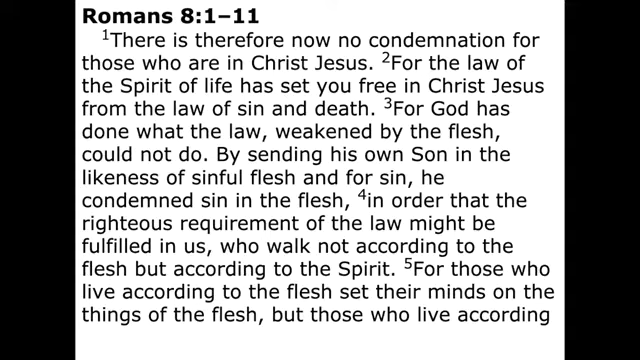 Romans 8:1–11
¹There is therefore now no condemnation for
those who are in Christ Jesus. ²For the law of
the Spirit of life has set you free in Christ Jesus
from the law of sin and death. ³For God has
done what the law, weakened by the flesh,
could not do. By sending his own Son in the
likeness of sinful flesh and for sin, he
condemned sin in the flesh, ⁴in order that the
righteous requirement of the law might be
fulfilled in us, who walk not according to the
flesh but according to the Spirit. ⁵For those who
live according to the flesh set their minds on the
things of the flesh, but those who live according